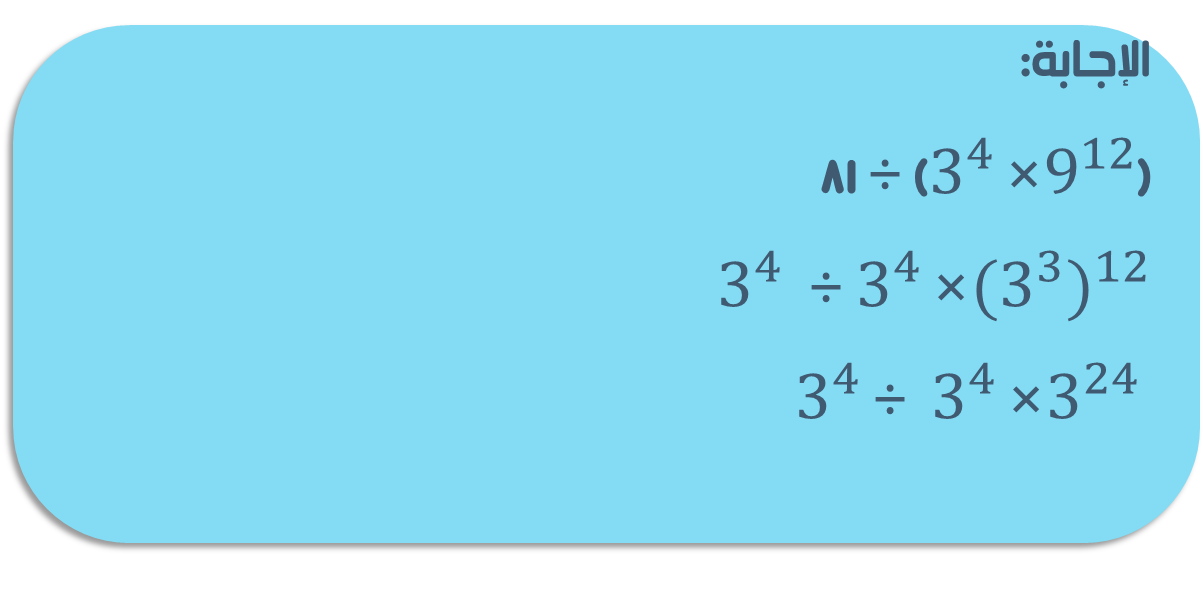 الإجابة:
(9¹² × 3⁴) ÷ ٨١
(3³)¹² × 3⁴ ÷ 3⁴
3²⁴ × 3⁴ ÷ 3⁴